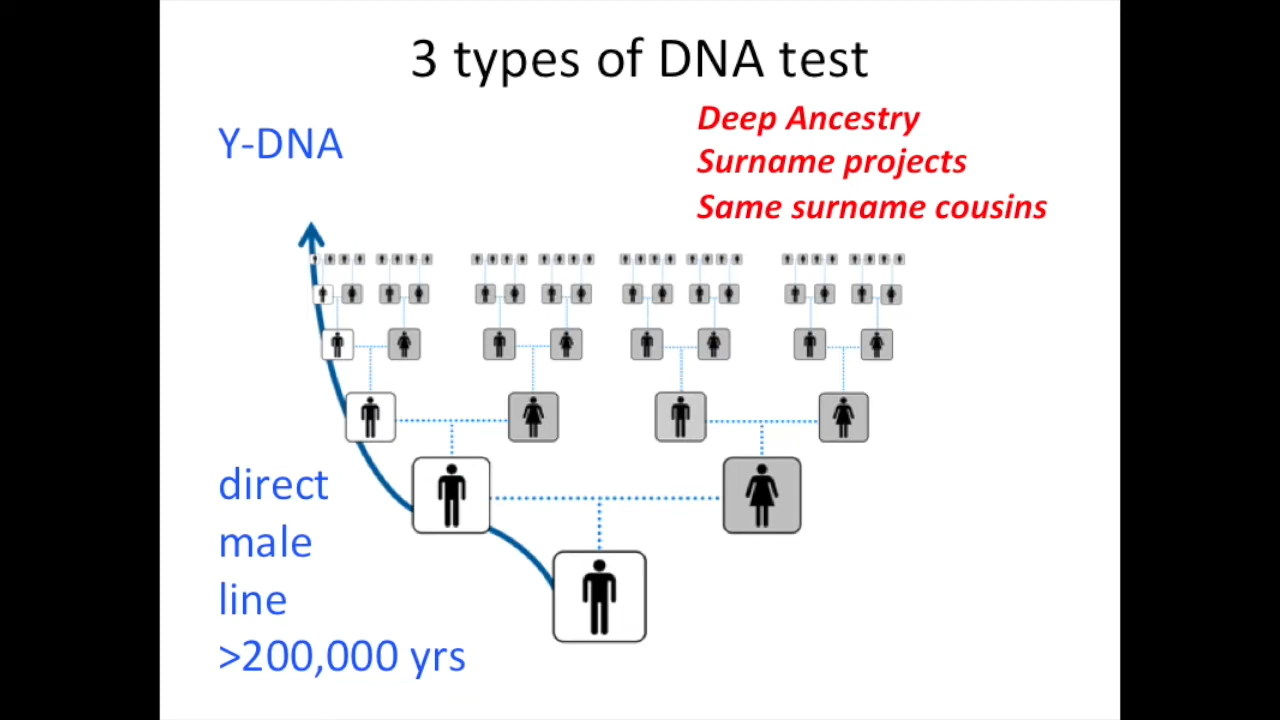 3 types of DNA test
Y-DNA
Deep Ancestry
Surname projects
Same surname cousins
direct
male
line
>200,000 yrs